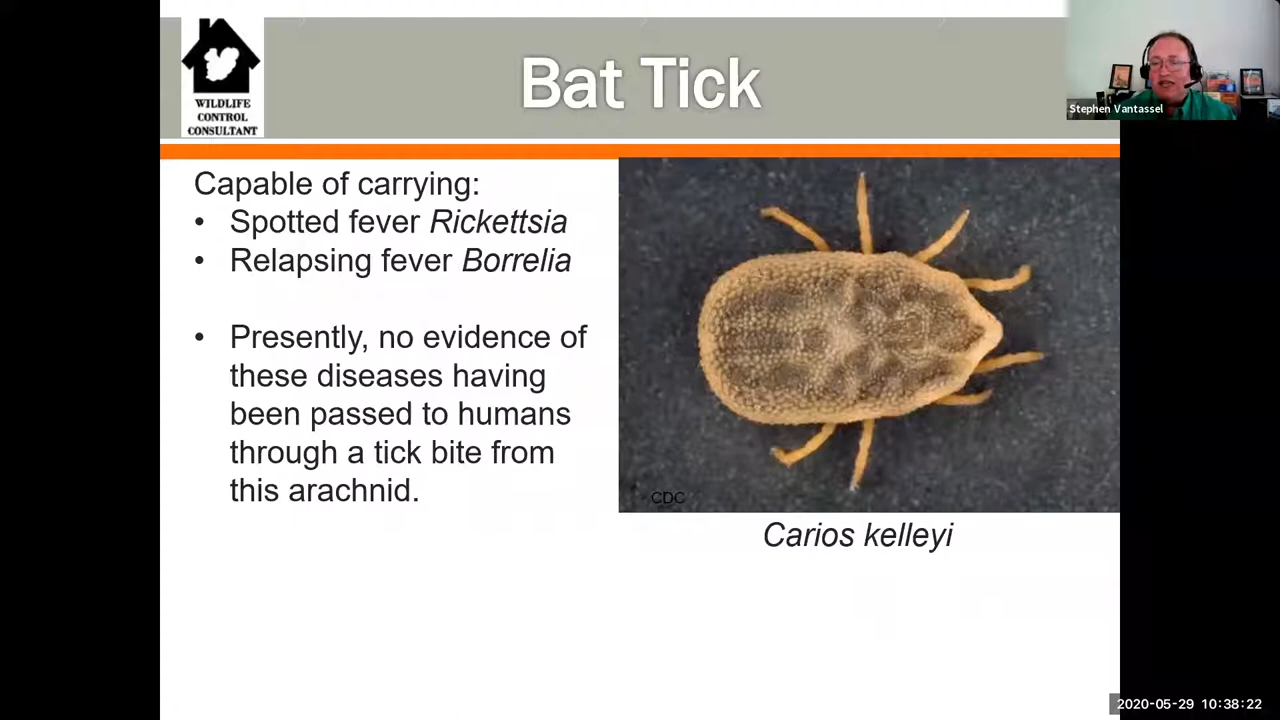 WILDLIFE
CONTROL
CONSULTANT
Bat Tick
Stephen Vantassel
Capable of carrying:
• Spotted fever Rickettsia
• Relapsing fever Borrelia
• Presently, no evidence of
these diseases having
been passed to humans
through a tick bite from
this arachnid.
CDC
Carios kelleyi
2020-05-29 10:38:22